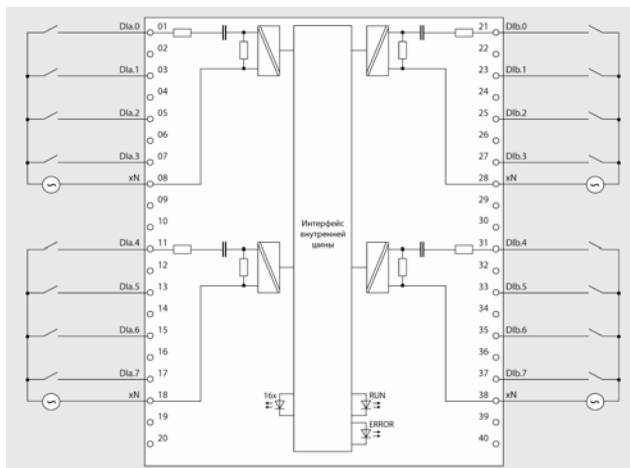 DIa.0 01 21 DIb.0
02 22
DIa.1 03 23 DIb.1
04 24
DIa.2 05 25 DIb.2
06 26
DIa.3 07 27 DIb.3
xN 08 28 xN
09 29
10 30
Интерфейс
внутренней
шины
DIa.4 11 31 DIb.4
12 32
DIa.5 13 33 DIb.5
14 34
DIa.6 15 35 DIb.6
16 36
DIa.7 17 37 DIb.7
xN 18 16x RUN 38 xN
19 39
ERROR
20 40